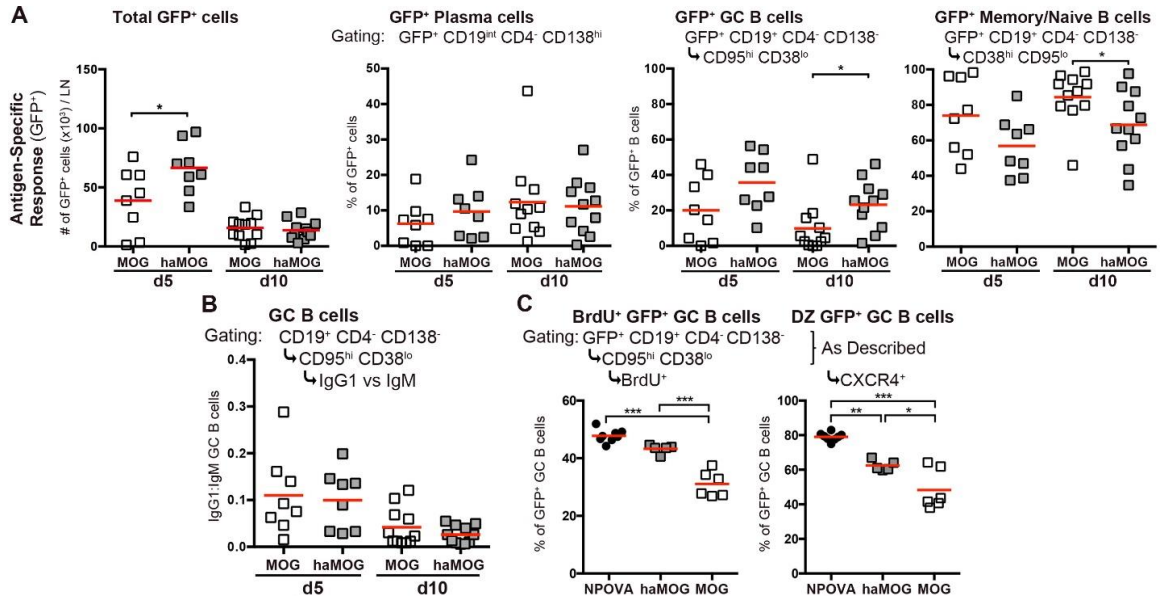 A
Antigen-Specific
Response (GFP⁺)
Total GFP⁺ cells
# of GFP⁺ cells (x10³) / LN
150
100
50
0
*
MOG haMOG MOG haMOG
d5 d10
GFP⁺ Plasma cells
Gating: GFP⁺ CD19ⁱⁿᵗ CD4⁻ CD138ʰⁱ
% of GFP⁺ cells
50
40
30
20
10
0
MOG haMOG MOG haMOG
d5 d10
GFP⁺ GC B cells
GFP⁺ CD19⁺ CD4⁻ CD138⁻
CD95ʰⁱ CD38ˡᵒ
% of GFP⁺ B cells
100
80
60
40
20
0
*
MOG haMOG MOG haMOG
d5 d10
GFP⁺ Memory/Naive B cells
GFP⁺ CD19⁺ CD4⁻ CD138⁻
CD38ʰⁱ CD95ˡᵒ
100
80
60
40
20
0
*
MOG haMOG MOG haMOG
d5 d10
B
GC B cells
Gating: CD19⁺ CD4⁻ CD138⁻
CD95ʰⁱ CD38ˡᵒ
IgG1 vs IgM
IgG1:IgM GC B cells
0.4
0.3
0.2
0.1
0.0
MOG haMOG MOG haMOG
d5 d10
C
BrdU⁺ GFP⁺ GC B cells
Gating: GFP⁺ CD19⁺ CD4⁻ CD138⁻
CD95ʰⁱ CD38ˡᵒ
BrdU⁺
% of GFP⁺ GC B cells
60
40
20
0
***
***
NPOVA haMOG MOG
DZ GFP⁺ GC B cells
As Described
CXCR4⁺
% of GFP⁺ GC B cells
100
80
60
40
20
0
***
** *
NPOVA haMOG MOG